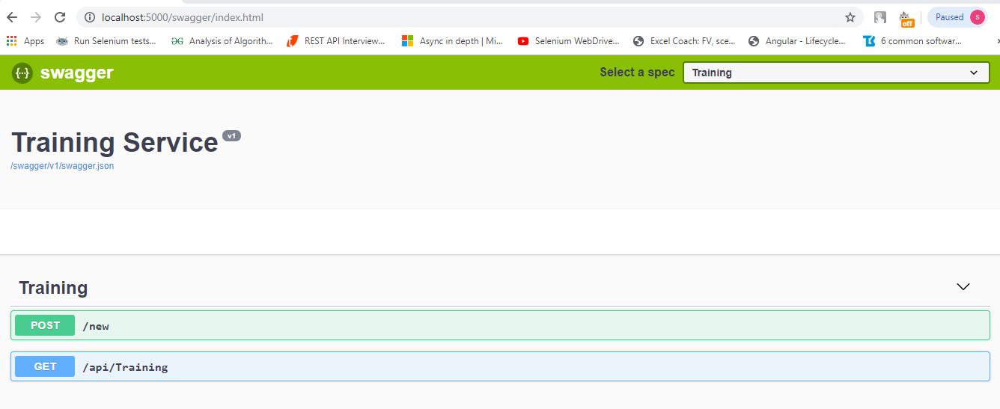 localhost:5000/swagger/index.html
off
Paused
S
Apps
Run Selenium tests...
Analysis of Algorith...
REST API Interview...
Async in depth | Mi...
Selenium WebDrive...
Excel Coach: FV, sce...
Angular - Lifecycle...
6 common softwar...
{··} swagger
Select a spec
Training
Training Service v1
/swagger/v1/swagger.json
Training
POST /new
GET /api/Training